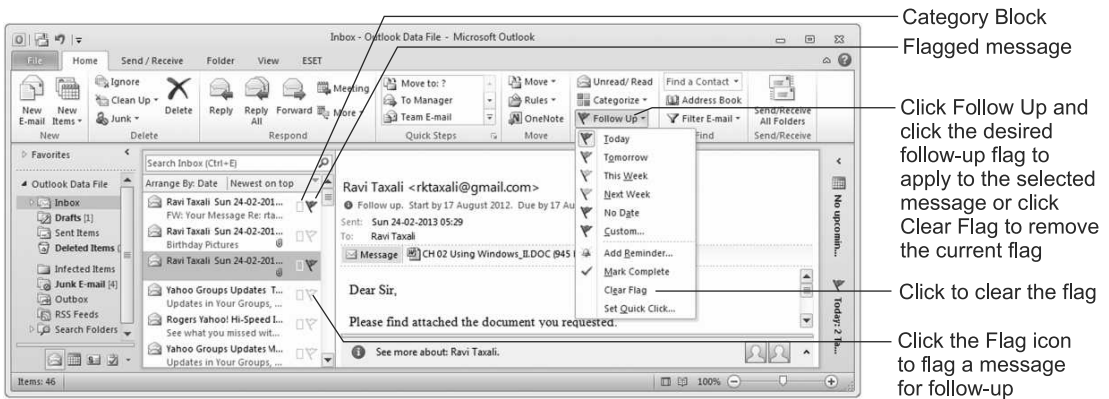 Category Block
Inbox - Outlook Data File - Microsoft Outlook
Flagged message
File Home Send / Receive Folder View ESET
New E-mail
New Items
New
Ignore
Clean Up
Junk
Delete
Delete
Reply
Reply All
Forward
Meeting
More
Respond
Move to: ?
To Manager
Team E-mail
Quick Steps
Move
Rules
OneNote
Move
Unread/ Read
Categorize
Follow Up
Find a Contact
Address Book
Filter E-mail
Find
Send/Receive
All Folders
Send/Receive
Click Follow Up and
click the desired
follow-up flag to
apply to the selected
message or click
Clear Flag to remove
the current flag
Today
Tomorrow
This Week
Next Week
No Date
Custom...
Add Reminder...
Mark Complete
Clear Flag
Set Quick Click...
Click to clear the flag
Favorites
Outlook Data File
Inbox
Drafts [1]
Sent Items
Deleted Items
Infected Items
Junk E-mail [4]
Outbox
RSS Feeds
Search Folders
Search Inbox (Ctrl+E)
Arrange By: Date Newest on top
Ravi Taxali Sun 24-02-201...
FW: Your Message Re: rta...
Ravi Taxali Sun 24-02-201...
Birthday Pictures
Ravi Taxali Sun 24-02-201...
Yahoo Groups Updates T...
Updates in Your Groups, ...
Rogers Yahoo! Hi-Speed I...
See what you missed wit...
Yahoo Groups Updates M...
Updates in Your Groups, ...
Ravi Taxali <rktaxali@gmail.com>
Follow up. Start by 17 August 2012. Due by 17 Au
Sent: Sun 24-02-2013 05:29
To: Ravi Taxali
Message CH 02 Using Windows_II.DOC (945
Dear Sir,
Please find attached the document you requested.
See more about: Ravi Taxali.
No upcomin...
Today: 2 Ta...
Click the Flag icon
to flag a message
for follow-up
Items: 46
100%